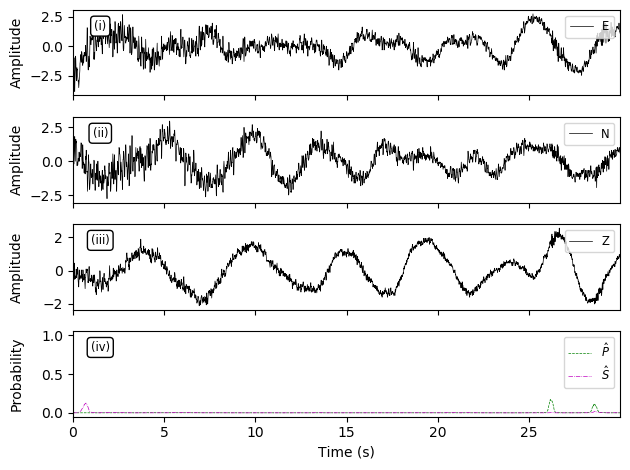 2.5
0.0
−2.5
Amplitude
(i)
E
2.5
0.0
−2.5
Amplitude
(ii)
N
2
0
−2
Amplitude
(iii)
Z
1.0
0.5
0.0
Probability
(iv)
P̂
Ŝ
0 5 10 15 20 25
Time (s)